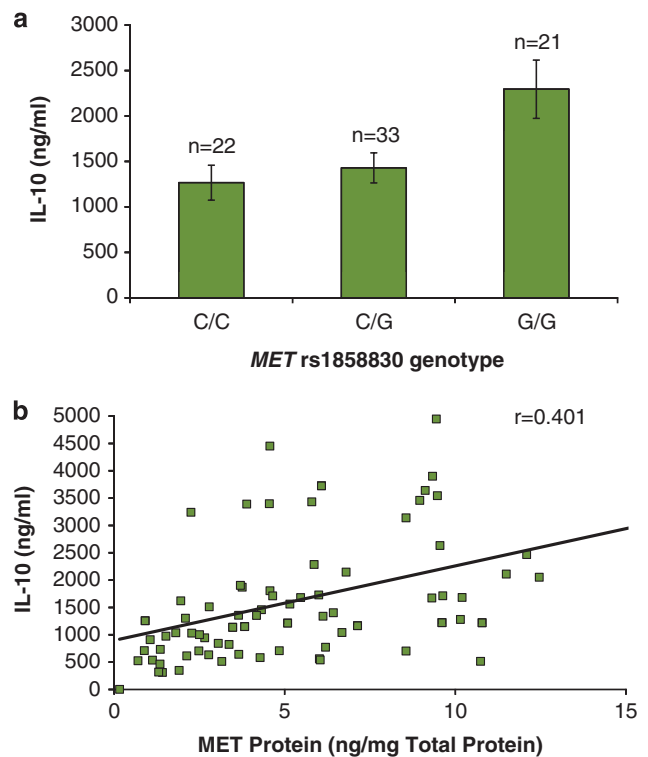 a
3000
2500
2000
1500
1000
500
0
IL-10 (ng/ml)
n=22
n=33
n=21
C/C
C/G
G/G
MET rs1858830 genotype
b
5000
4500
4000
3500
3000
2500
2000
1500
1000
500
0
IL-10 (ng/ml)
r=0.401
0
5
10
15
MET Protein (ng/mg Total Protein)